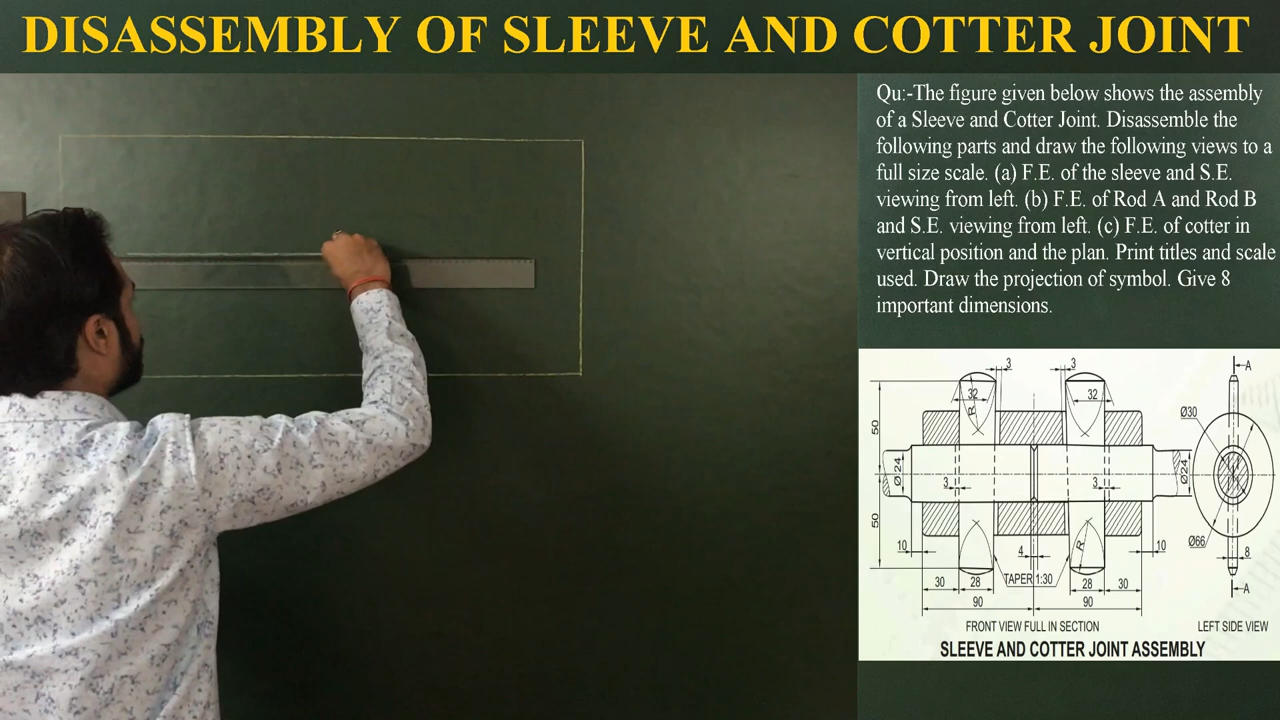 DISASSEMBLY OF SLEEVE AND COTTER JOINT
Qu:-The figure given below shows the assembly
of a Sleeve and Cotter Joint. Disassemble the
following parts and draw the following views to a
full size scale. (a) F.E. of the sleeve and S.E.
viewing from left. (b) F.E. of Rod A and Rod B
and S.E. viewing from left. (c) F.E. of cotter in
vertical position and the plan. Print titles and scale
used. Draw the projection of symbol. Give 8
important dimensions.
3 3 A
32 32
R
Ø30
50
Ø 24 3 3 Ø24
50
R
Ø66
10 4 10 8
TAPER 1:30
30 28 28 30 A
90 90
FRONT VIEW FULL IN SECTION LEFT SIDE VIEW
SLEEVE AND COTTER JOINT ASSEMBLY